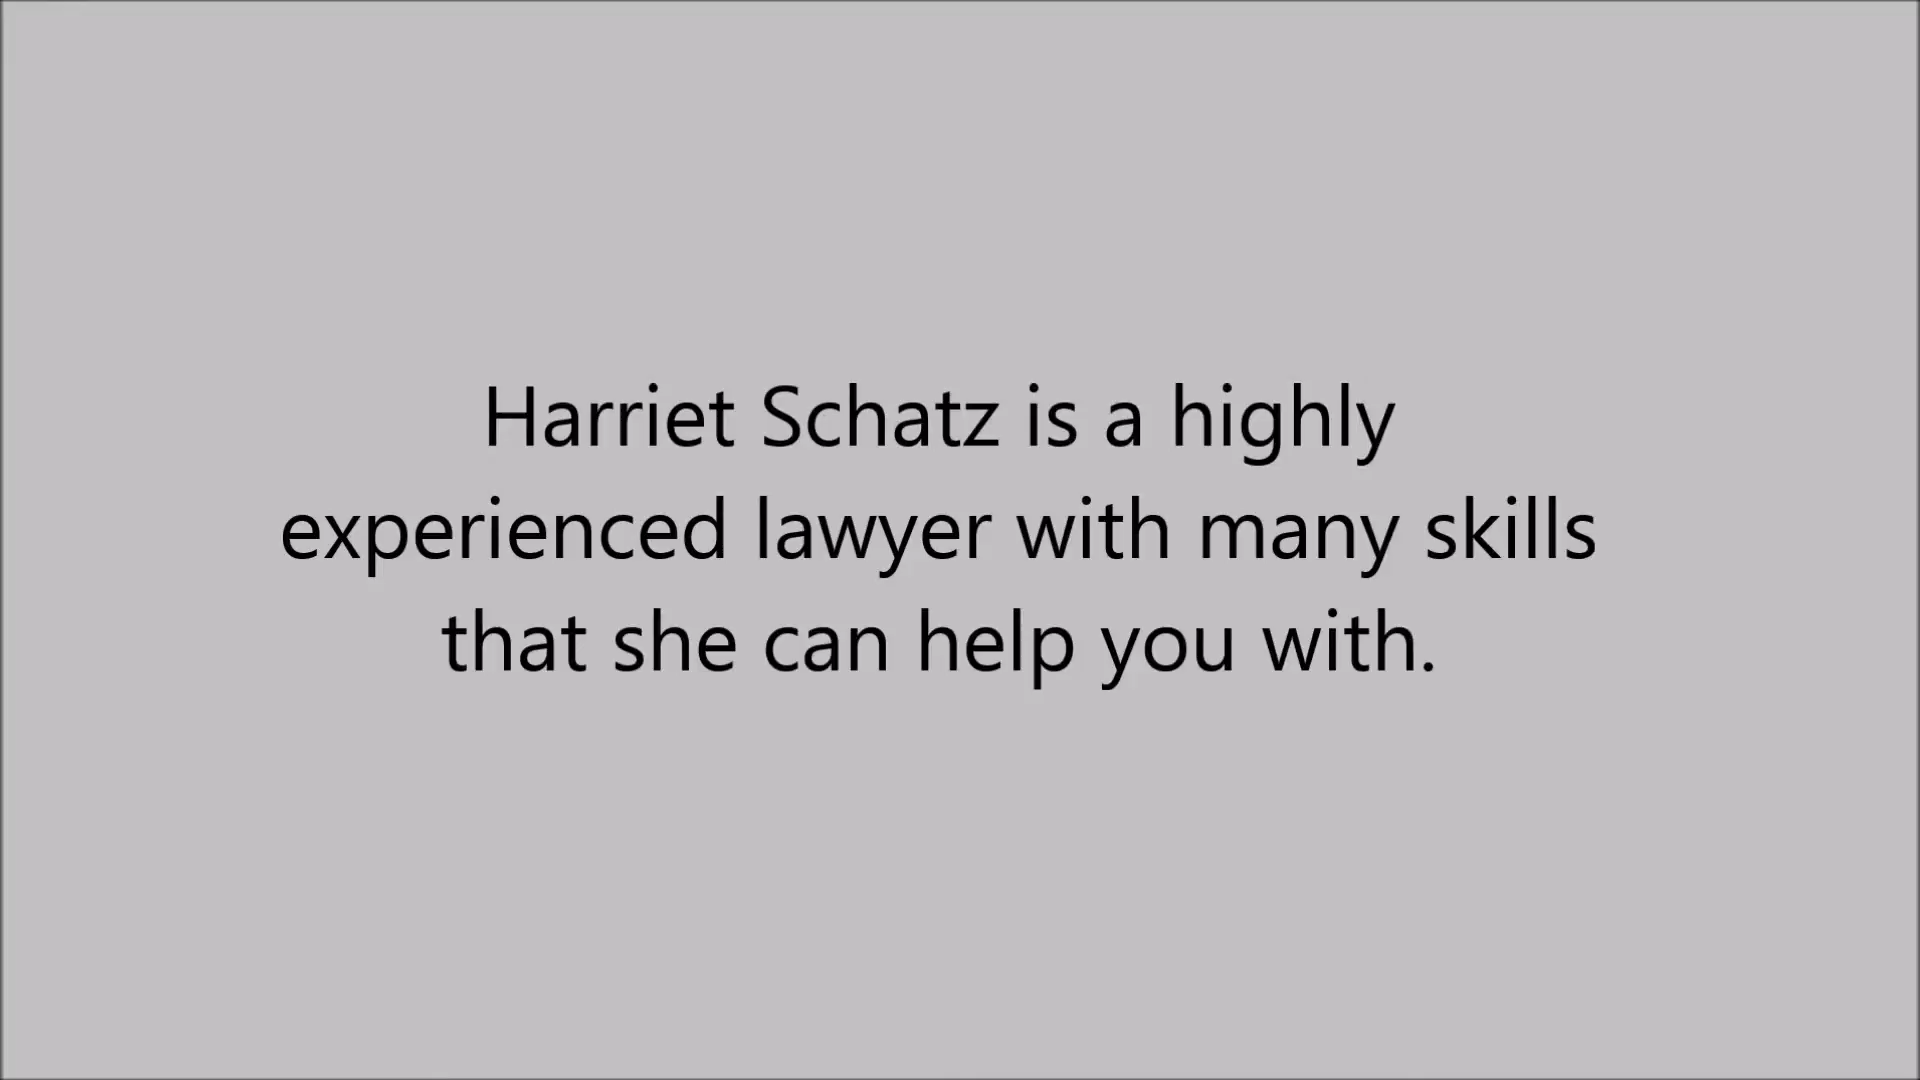 Harriet Schatz is a highly
experienced lawyer with many skills
that she can help you with.